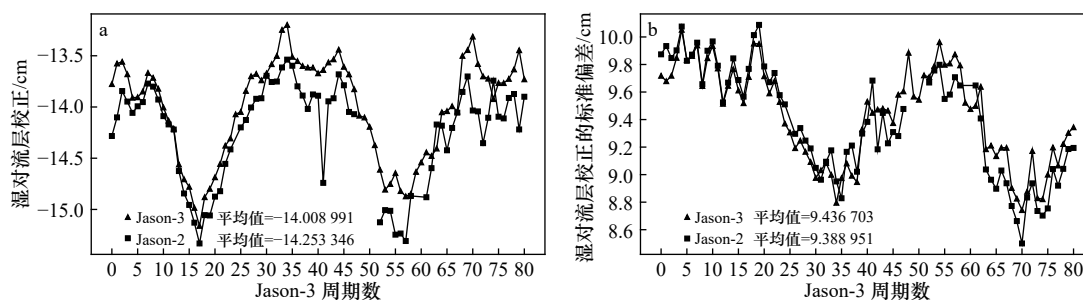 a
湿对流层校正/cm
−13.5
−14.0
−14.5
−15.0
Jason-3 平均值=−14.008 991
Jason-2 平均值=−14.253 346
0 5 10 15 20 25 30 35 40 45 50 55 60 65 70 75 80
Jason-3 周期数
b
湿对流层校正的标准偏差/cm
10.0
9.8
9.6
9.4
9.2
9.0
8.8
8.6
Jason-3 平均值=9.436 703
Jason-2 平均值=9.388 951
0 5 10 15 20 25 30 35 40 45 50 55 60 65 70 75 80
Jason-3 周期数